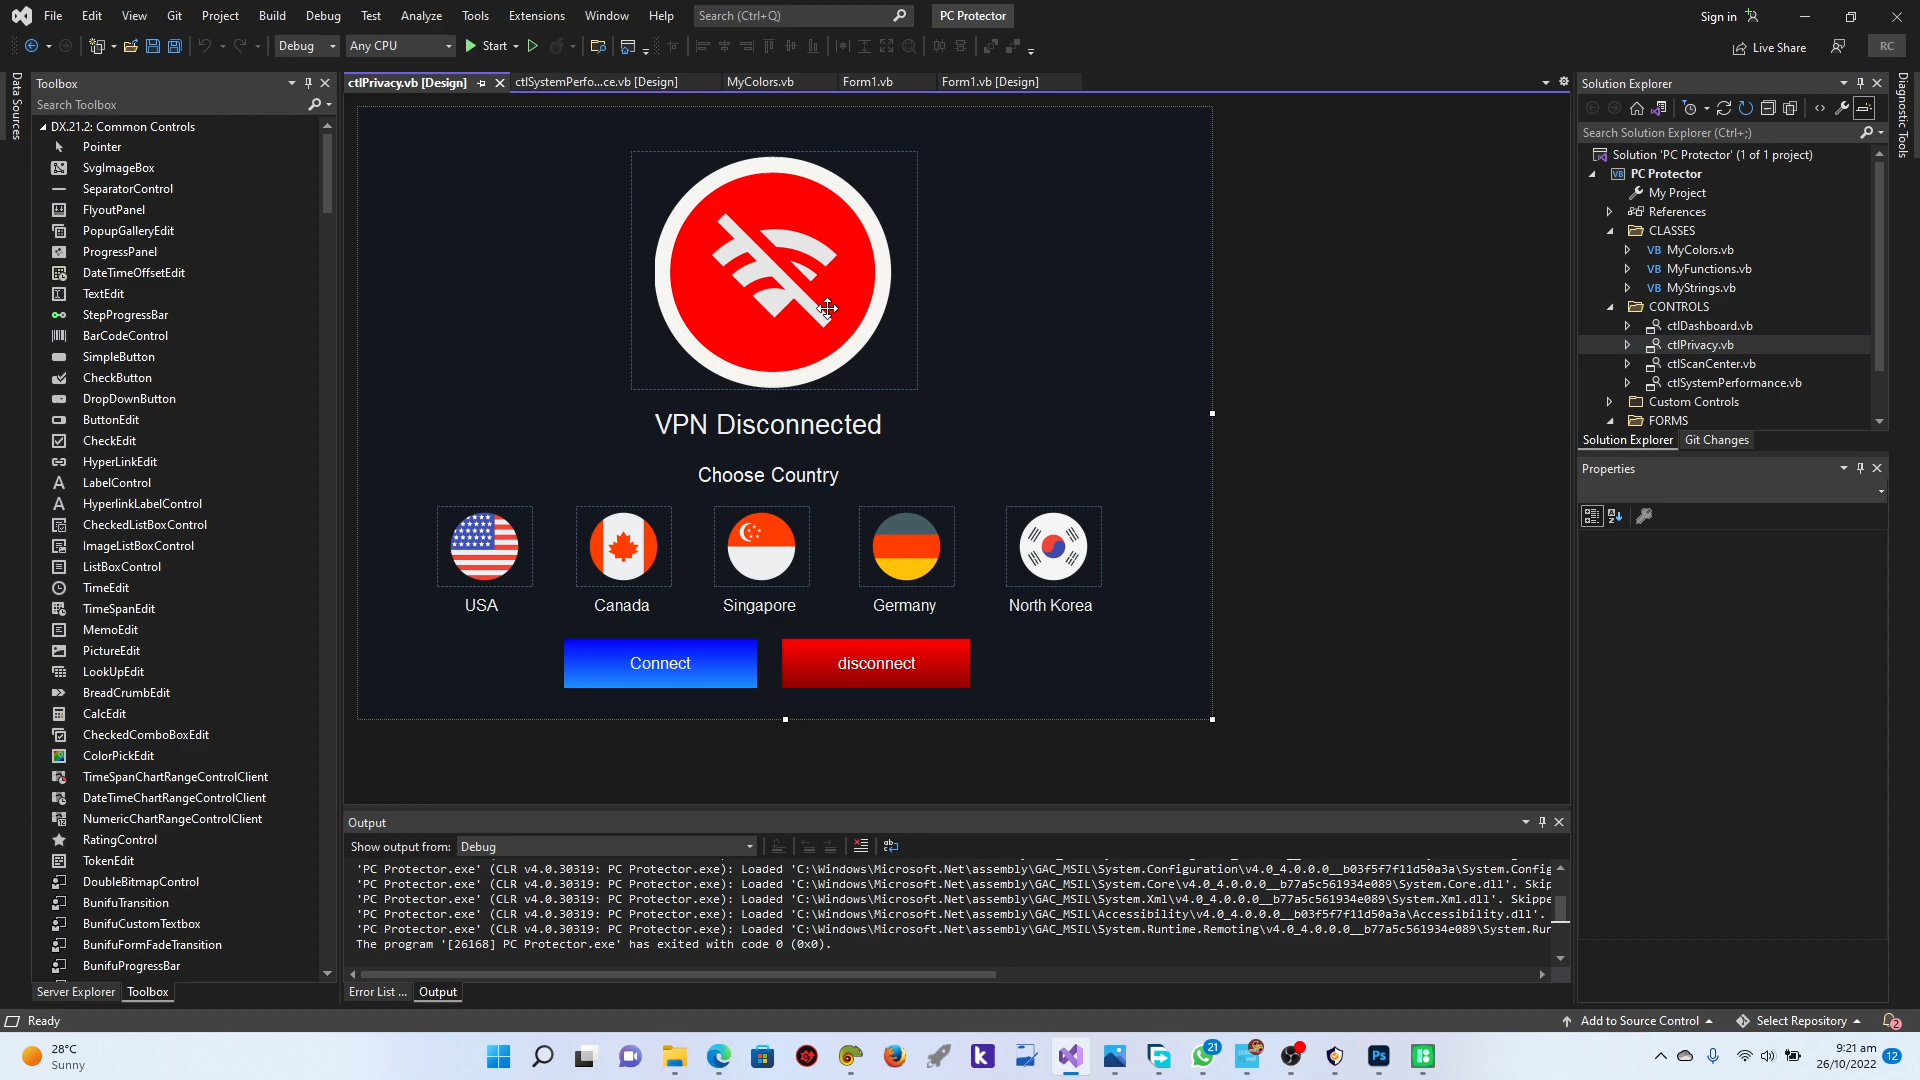 File Edit View Git Project Build Debug Test Analyze Tools Extensions Window Help Search (Ctrl+Q) PC Protector Sign in
Debug Any CPU Start Live Share RC
Data Sources
Toolbox
Search Toolbox
DX.21.2: Common Controls
Pointer
SvgImageBox
SeparatorControl
FlyoutPanel
PopupGalleryEdit
ProgressPanel
DateTimeOffsetEdit
TextEdit
StepProgressBar
BarCodeControl
SimpleButton
CheckButton
DropDownButton
ButtonEdit
CheckEdit
HyperLinkEdit
LabelControl
HyperlinkLabelControl
CheckedListBoxControl
ImageListBoxControl
ListBoxControl
TimeEdit
TimeSpanEdit
MemoEdit
PictureEdit
LookUpEdit
BreadCrumbEdit
CalcEdit
CheckedComboBoxEdit
ColorPickEdit
TimeSpanChartRangeControlClient
DateTimeChartRangeControlClient
NumericChartRangeControlClient
RatingControl
TokenEdit
DoubleBitmapControl
BunifuTransition
BunifuCustomTextbox
BunifuFormFadeTransition
BunifuProgressBar
Server Explorer Toolbox
ctlPrivacy.vb [Design] ctlSystemPerfo...ce.vb [Design] MyColors.vb Form1.vb Form1.vb [Design]
VPN Disconnected
Choose Country
USA Canada Singapore Germany North Korea
Connect disconnect
Output
Show output from: Debug
'PC Protector.exe' (CLR v4.0.30319: PC Protector.exe): Loaded 'C:\Windows\Microsoft.Net\assembly\GAC_MSIL\System.Configuration\v4.0_4.0.0.0__b03f5f7f11d50a3a\System.Config
'PC Protector.exe' (CLR v4.0.30319: PC Protector.exe): Loaded 'C:\Windows\Microsoft.Net\assembly\GAC_MSIL\System.Core\v4.0_4.0.0.0__b77a5c561934e089\System.Core.dll'. Skip
'PC Protector.exe' (CLR v4.0.30319: PC Protector.exe): Loaded 'C:\Windows\Microsoft.Net\assembly\GAC_MSIL\System.Xml\v4.0_4.0.0.0__b77a5c561934e089\System.Xml.dll'. Skippe
'PC Protector.exe' (CLR v4.0.30319: PC Protector.exe): Loaded 'C:\Windows\Microsoft.Net\assembly\GAC_MSIL\Accessibility\v4.0_4.0.0.0__b03f5f7f11d50a3a\Accessibility.dll'.
'PC Protector.exe' (CLR v4.0.30319: PC Protector.exe): Loaded 'C:\Windows\Microsoft.Net\assembly\GAC_MSIL\System.Runtime.Remoting\v4.0_4.0.0.0__b77a5c561934e089\System.Rur
The program '[26168] PC Protector.exe' has exited with code 0 (0x0).
Error List ... Output
Solution Explorer
Search Solution Explorer (Ctrl+;)
Solution 'PC Protector' (1 of 1 project)
VB PC Protector
My Project
References
CLASSES
VB MyColors.vb
VB MyFunctions.vb
VB MyStrings.vb
CONTROLS
ctlDashboard.vb
ctlPrivacy.vb
ctlScanCenter.vb
ctlSystemPerformance.vb
Custom Controls
FORMS
Solution Explorer Git Changes
Properties
Diagnostic Tools
Ready Add to Source Control Select Repository 2
28°C
Sunny
k 21 Ps
9:21 am
26/10/2022 12